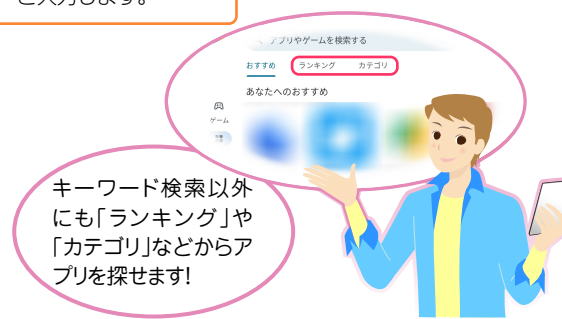 と入力します。
アプリやゲームを検索する
おすすめ ランキング カテゴリ
あなたへのおすすめ
ゲーム
キーワード検索以外
にも「ランキング」や
「カテゴリ」などからア
プリを探せます!